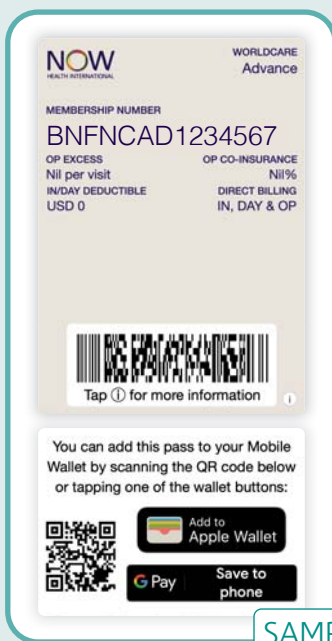 NOW
HEALTH INTERNATIONAL
WORLDCARE
Advance
MEMBERSHIP NUMBER
BNFNCAD1234567
OP EXCESS
Nil per visit
OP CO-INSURANCE
Nil%
IN/DAY DEDUCTIBLE
USD 0
DIRECT BILLING
IN, DAY & OP
Tap ⓘ for more information
You can add this pass to your Mobile
Wallet by scanning the QR code below
or tapping one of the wallet buttons:
Add to
Apple Wallet
G Pay
Save to
phone